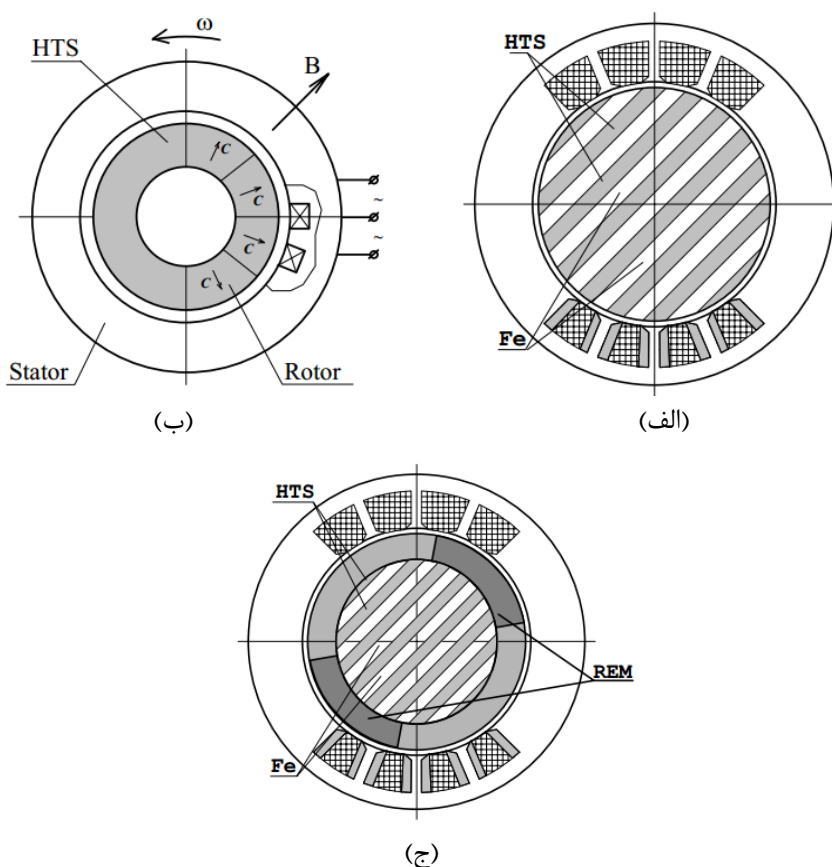 ω
HTS
B
c
c
c
c
~
~
Stator
Rotor
(ب)
HTS
Fe
(الف)
HTS
REM
Fe
(ج)